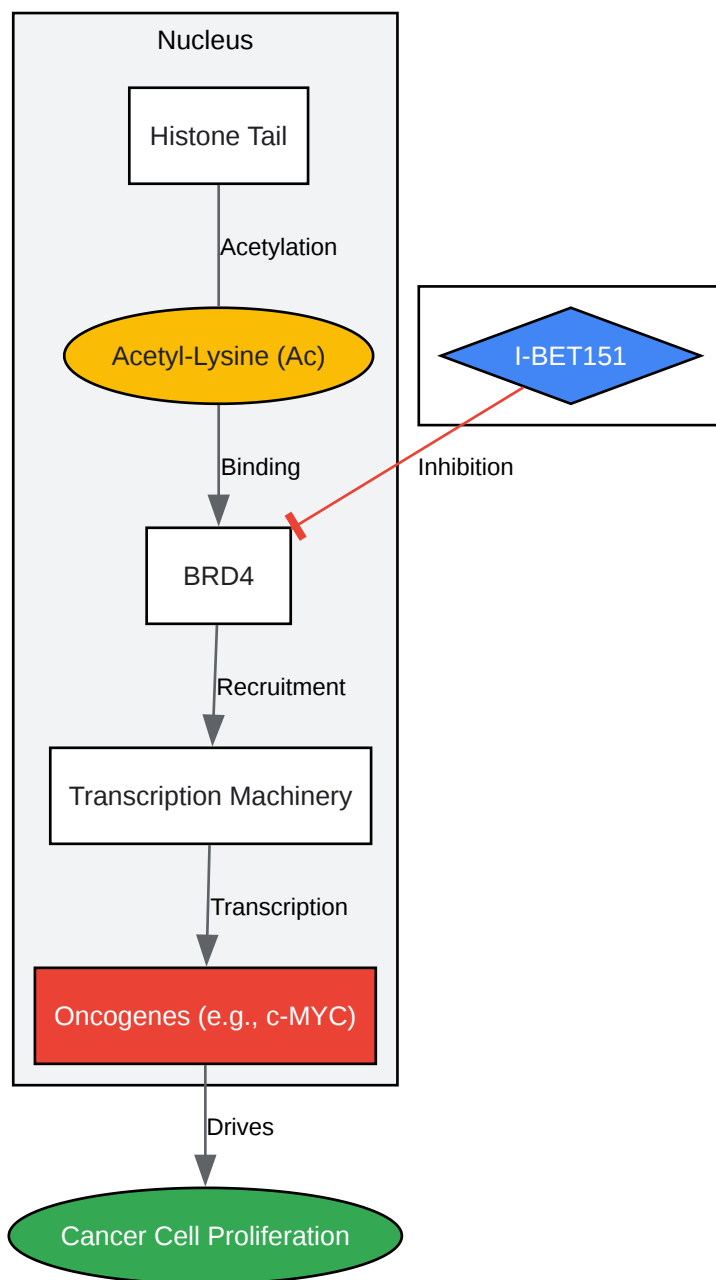 Nucleus
Histone Tail
Acetylation
Acetyl-Lysine (Ac)
I-BET151
Binding
Inhibition
BRD4
Recruitment
Transcription Machinery
Transcription
Oncogenes (e.g., c-MYC)
Drives
Cancer Cell Proliferation